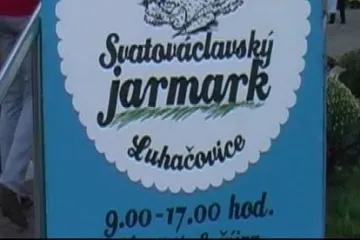 Svatováclavský
jarmark
Luhačovice
9.00-17.00 hod.